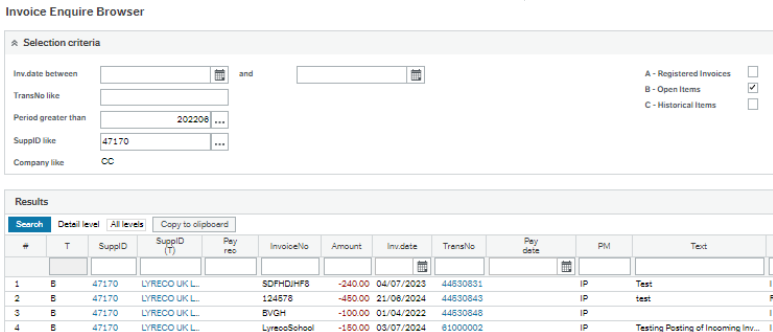 Invoice Enquire Browser
Selection criteria
Inv.date between and
TransNo like
Period greater than 202206 ...
SuppID like 47170 ...
Company like CC
A - Registered Invoices
B - Open Items
C - Historical Items
Results
Search Detail level All levels Copy to clipboard
# T SuppID SuppID (T) Pay rec InvoiceNo Amount Inv.date TransNo Pay date PM Text
1 B 47170 LYRECO UK L... SDFHDJHF8 -240.00 04/07/2023 44630831 IP Test
2 B 47170 LYRECO UK L... 124578 -450.00 21/06/2024 44630843 IP test
3 B 47170 LYRECO UK L... BVGH -100.00 01/04/2022 44630848 IP
4 B 47170 LYRECO UK L... LyrecoSchool -150.00 03/07/2024 61000002 IP Testing Posting of Incoming Inv...